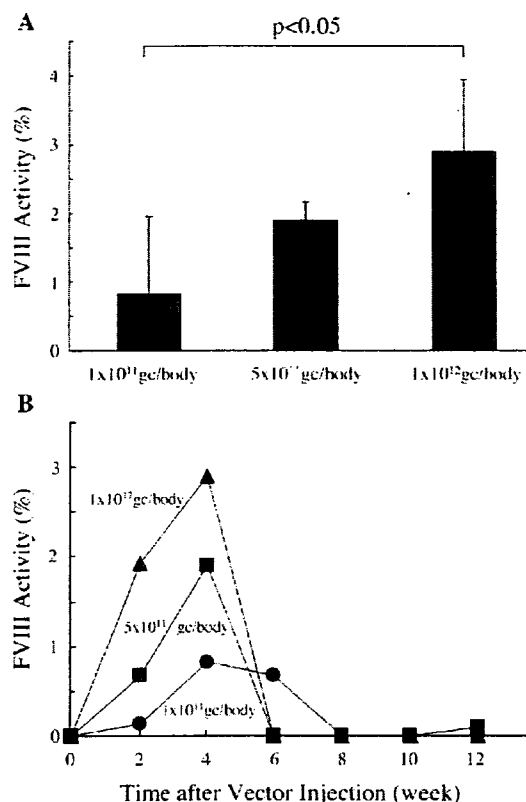 A
p<0.05
FVIII Activity (%)
4
3
2
1
0
1x10¹¹gc/body
5x10¹¹gc/body
1x10¹²gc/body
B
FVIII Activity (%)
3
2
1
0
1x10¹²gc/body
5x10¹¹ gc/body
1x10¹¹gc/body
0 2 4 6 8 10 12
Time after Vector Injection (week)